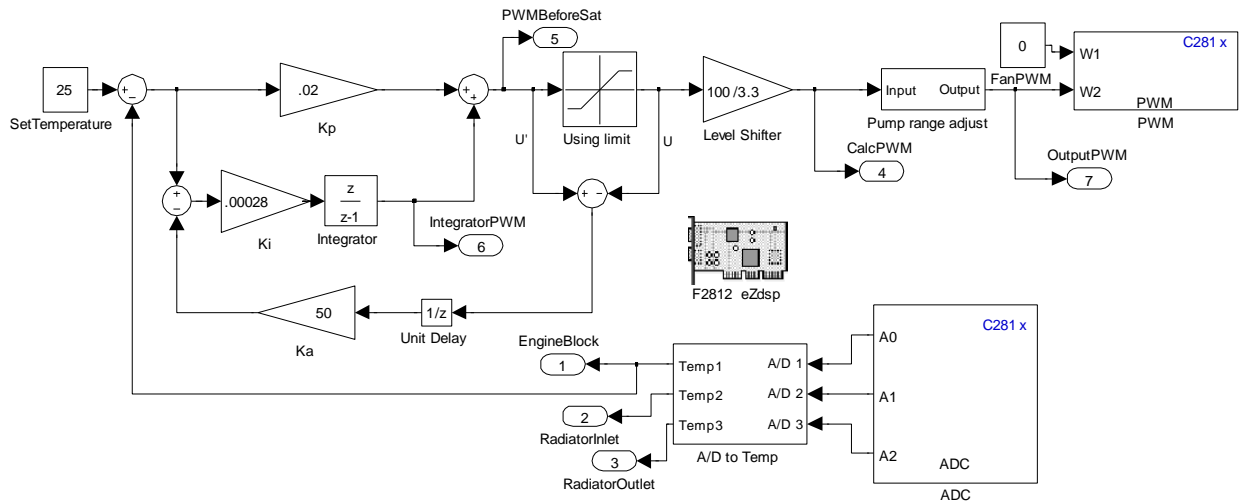 PWMBeforeSat
5
25
SetTemperature
+
−
.02
Kp
+
+
U'
Using limit
U
100 /3.3
Level Shifter
Input
Output
Pump range adjust
0
FanPWM
C281 x
W1
W2
PWM
PWM
CalcPWM
4
OutputPWM
7
+
−
.00028
Ki
z
z-1
Integrator
IntegratorPWM
6
+
−
F2812 eZdsp
50
Ka
1/z
Unit Delay
EngineBlock
1
2
RadiatorInlet
3
RadiatorOutlet
Temp1
Temp2
Temp3
A/D 1
A/D 2
A/D 3
A/D to Temp
C281 x
A0
A1
A2
ADC
ADC